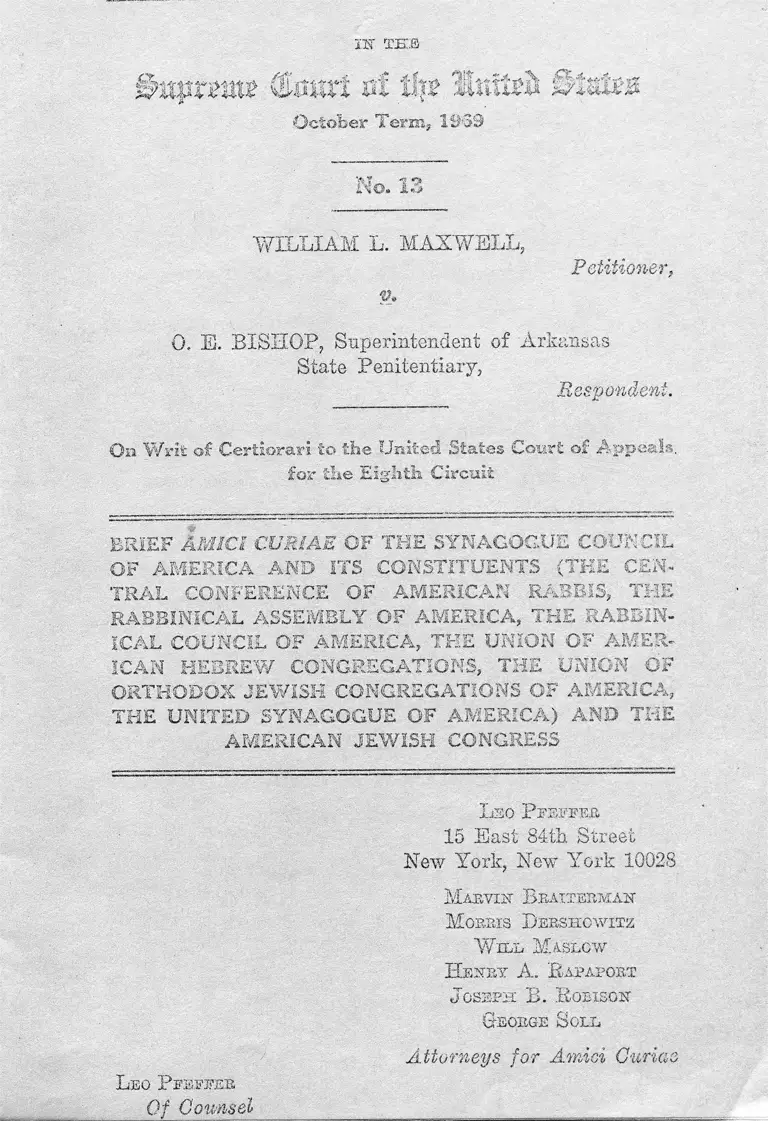 IN THE
Supreme Court of the United States
October Term, 1969
No. 13
WILLIAM L. MAXWELL,
Petitioner,
v.
O. E. BISHOP, Superintendent of Arkansas
State Penitentiary,
Respondent.
On Writ of Certiorari to the United States Court of Appeals
for the Eighth Circuit
BRIEF AMICI CURIAE OF THE SYNAGOGUE COUNCIL
OF AMERICA AND ITS CONSTITUENTS (THE CEN-
TRAL CONFERENCE OF AMERICAN RABBIS, THE
RABBINICAL ASSEMBLY OF AMERICA, THE RABBIN-
ICAL COUNCIL OF AMERICA, THE UNION OF AMER-
ICAN HEBREW CONGREGATIONS, THE UNION OF
ORTHODOX JEWISH CONGREGATIONS OF AMERICA,
THE UNITED SYNAGOGUE OF AMERICA) AND THE
AMERICAN JEWISH CONGRESS
LEO PFEFFER
15 East 84th Street
New York, New York 10028
MARVIN BRAITERMAN
MORRIS DERSHOWITZ
WILL MASLOW
HENRY A. RAPAPORT
JOSEPH B. ROBISON
GEORGE SOLL
Attorneys for Amici Curiae
LEO PFEFFER
Of Counsel